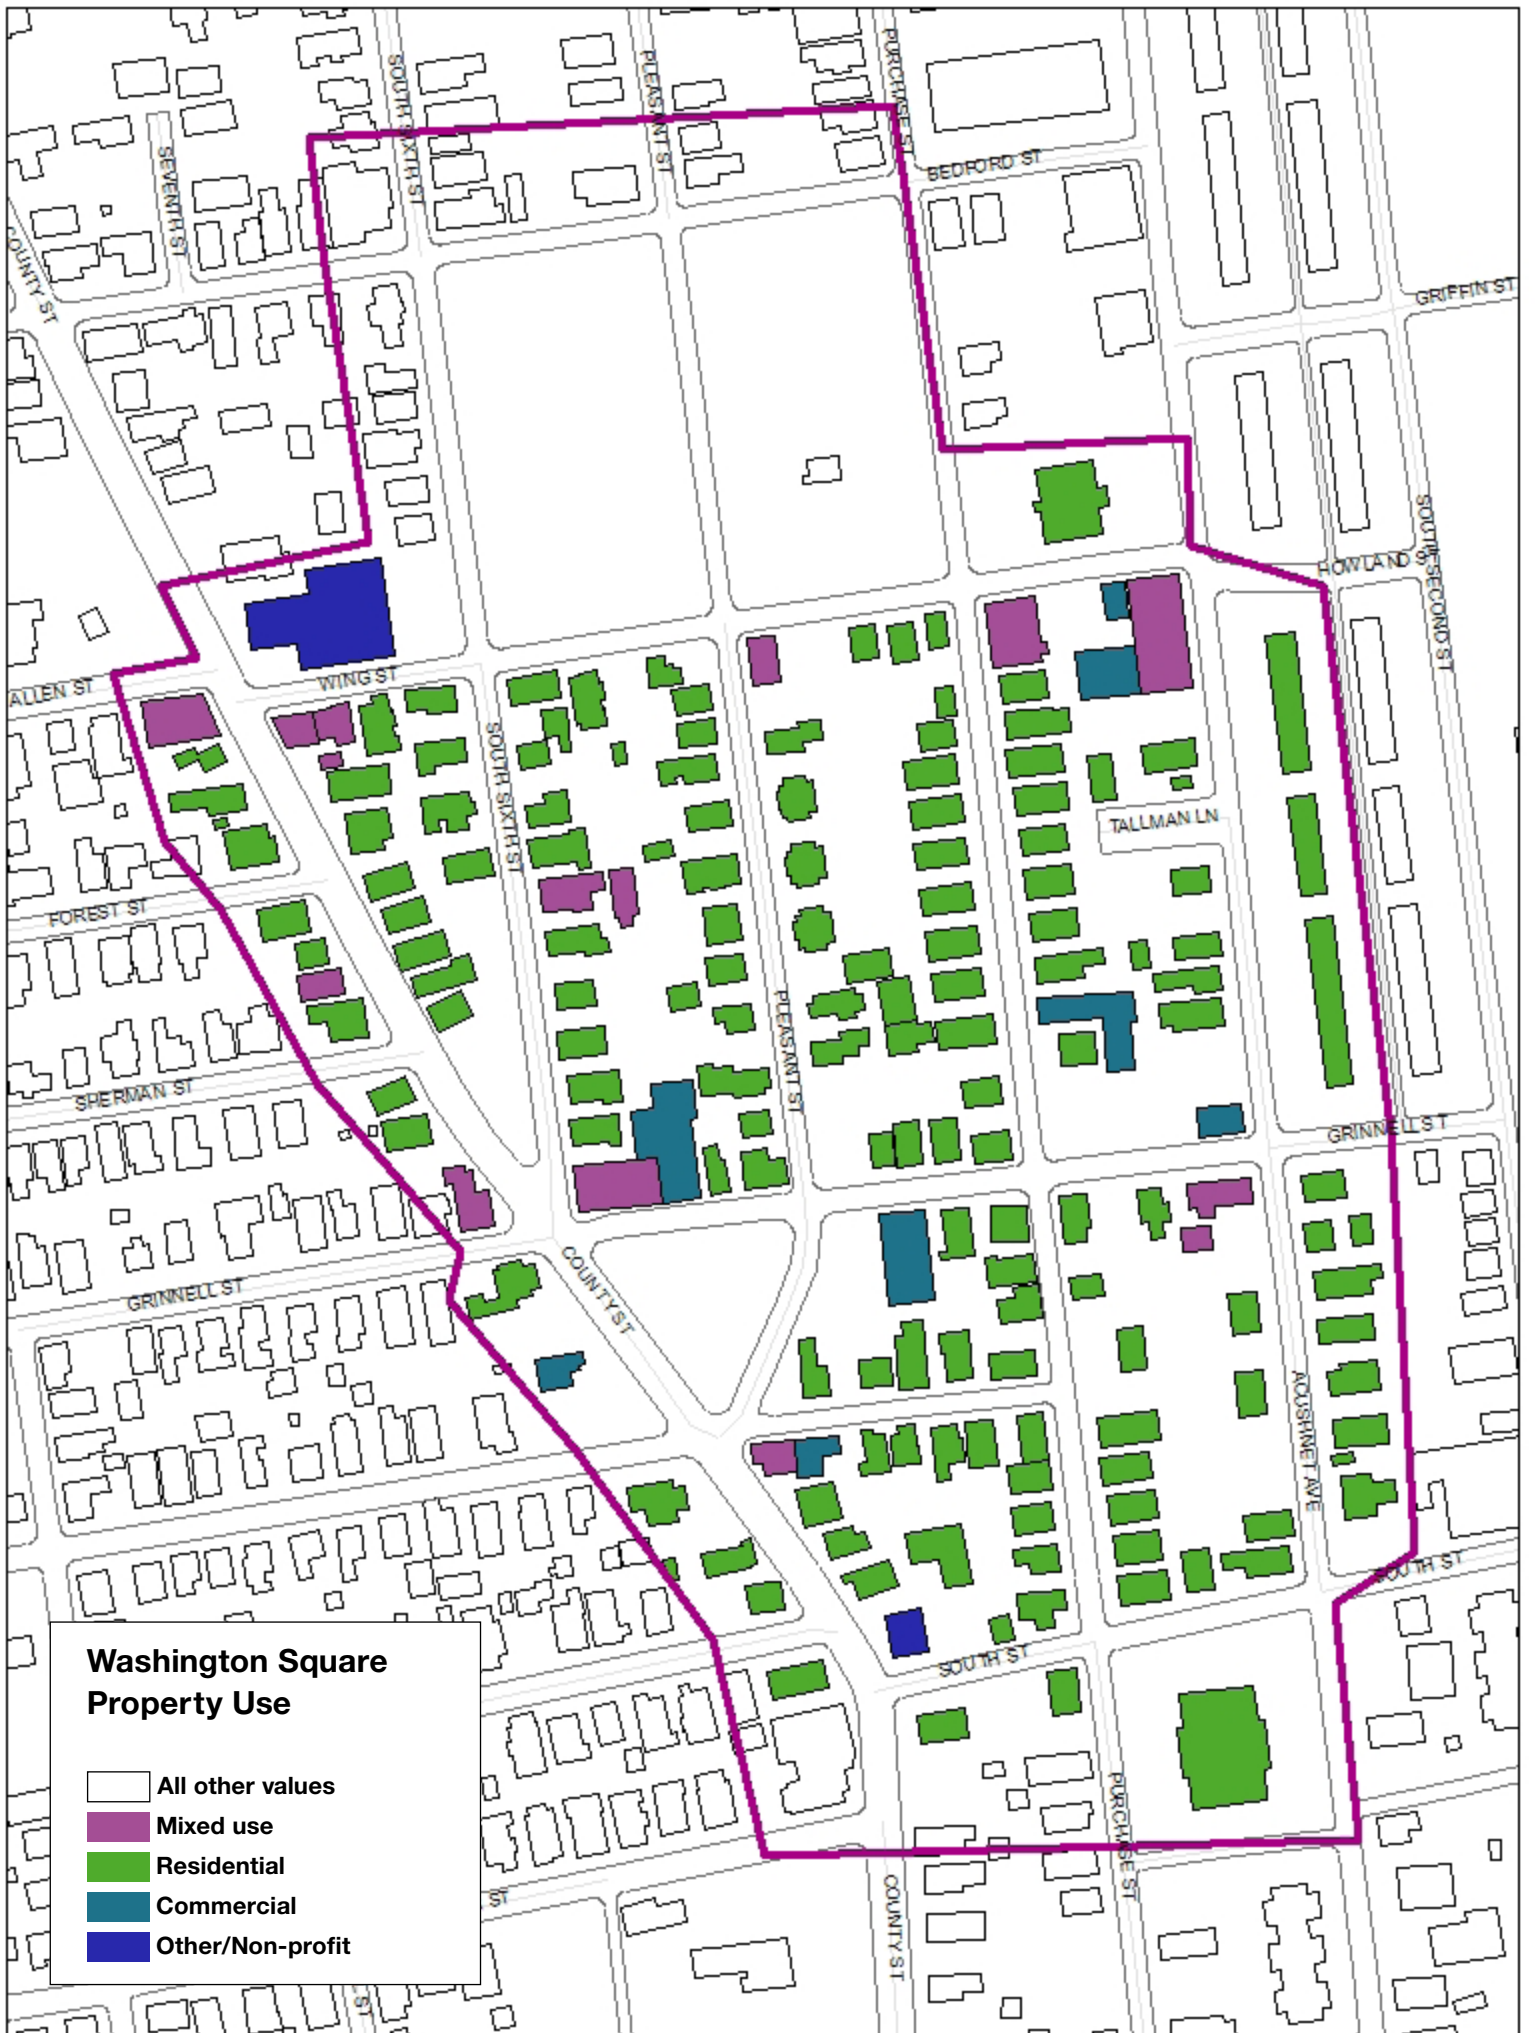 SOUTH SIXTH ST
PLEASANT ST
PURCHASE ST
SEVENTH ST
BEDFORD ST
COUNTY ST
GRIFFIN ST
SOUTH SECOND ST
HOWLAND S
ALLEN ST
WING ST
SOUTH SIXTH ST
TALLMAN LN
FOREST ST
PLEASANT ST
SHERMAN ST
GRINNELL ST
GRINNELL ST
COUNTY ST
ACUSHNET AVE
SOUTH ST
SOUTH ST
PURCHASE ST
COUNTY ST
ST
ST
Washington Square
Property Use
All other values
Mixed use
Residential
Commercial
Other/Non-profit